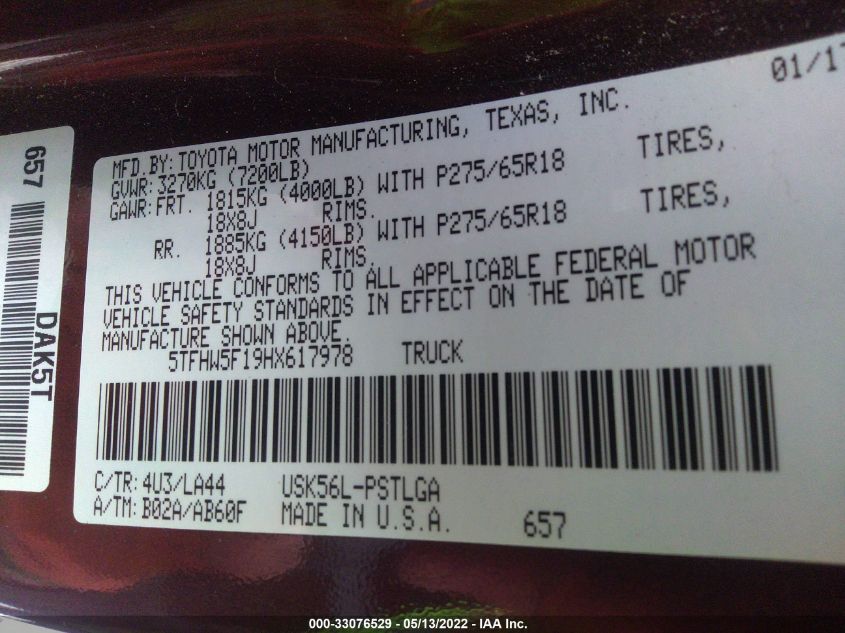 01/17
MFD.BY:TOYOTA MOTOR MANUFACTURING, TEXAS, INC.
GVWR:3270KG (7200LB)
GAWR:FRT. 1815KG (4000LB) WITH P275/65R18 TIRES,
18X8J RIMS.
RR. 1885KG (4150LB) WITH P275/65R18 TIRES,
18X8J RIMS.
THIS VEHICLE CONFORMS TO ALL APPLICABLE FEDERAL MOTOR
VEHICLE SAFETY STANDARDS IN EFFECT ON THE DATE OF
MANUFACTURE SHOWN ABOVE.
5TFHW5F19HX617978 TRUCK
C/TR:4U3/LA44 USK56L-PSTLGA
A/TM:B02A/AB60F MADE IN U.S.A. 657
657
DAK5T
000-33076529 - 05/13/2022 - IAA Inc.